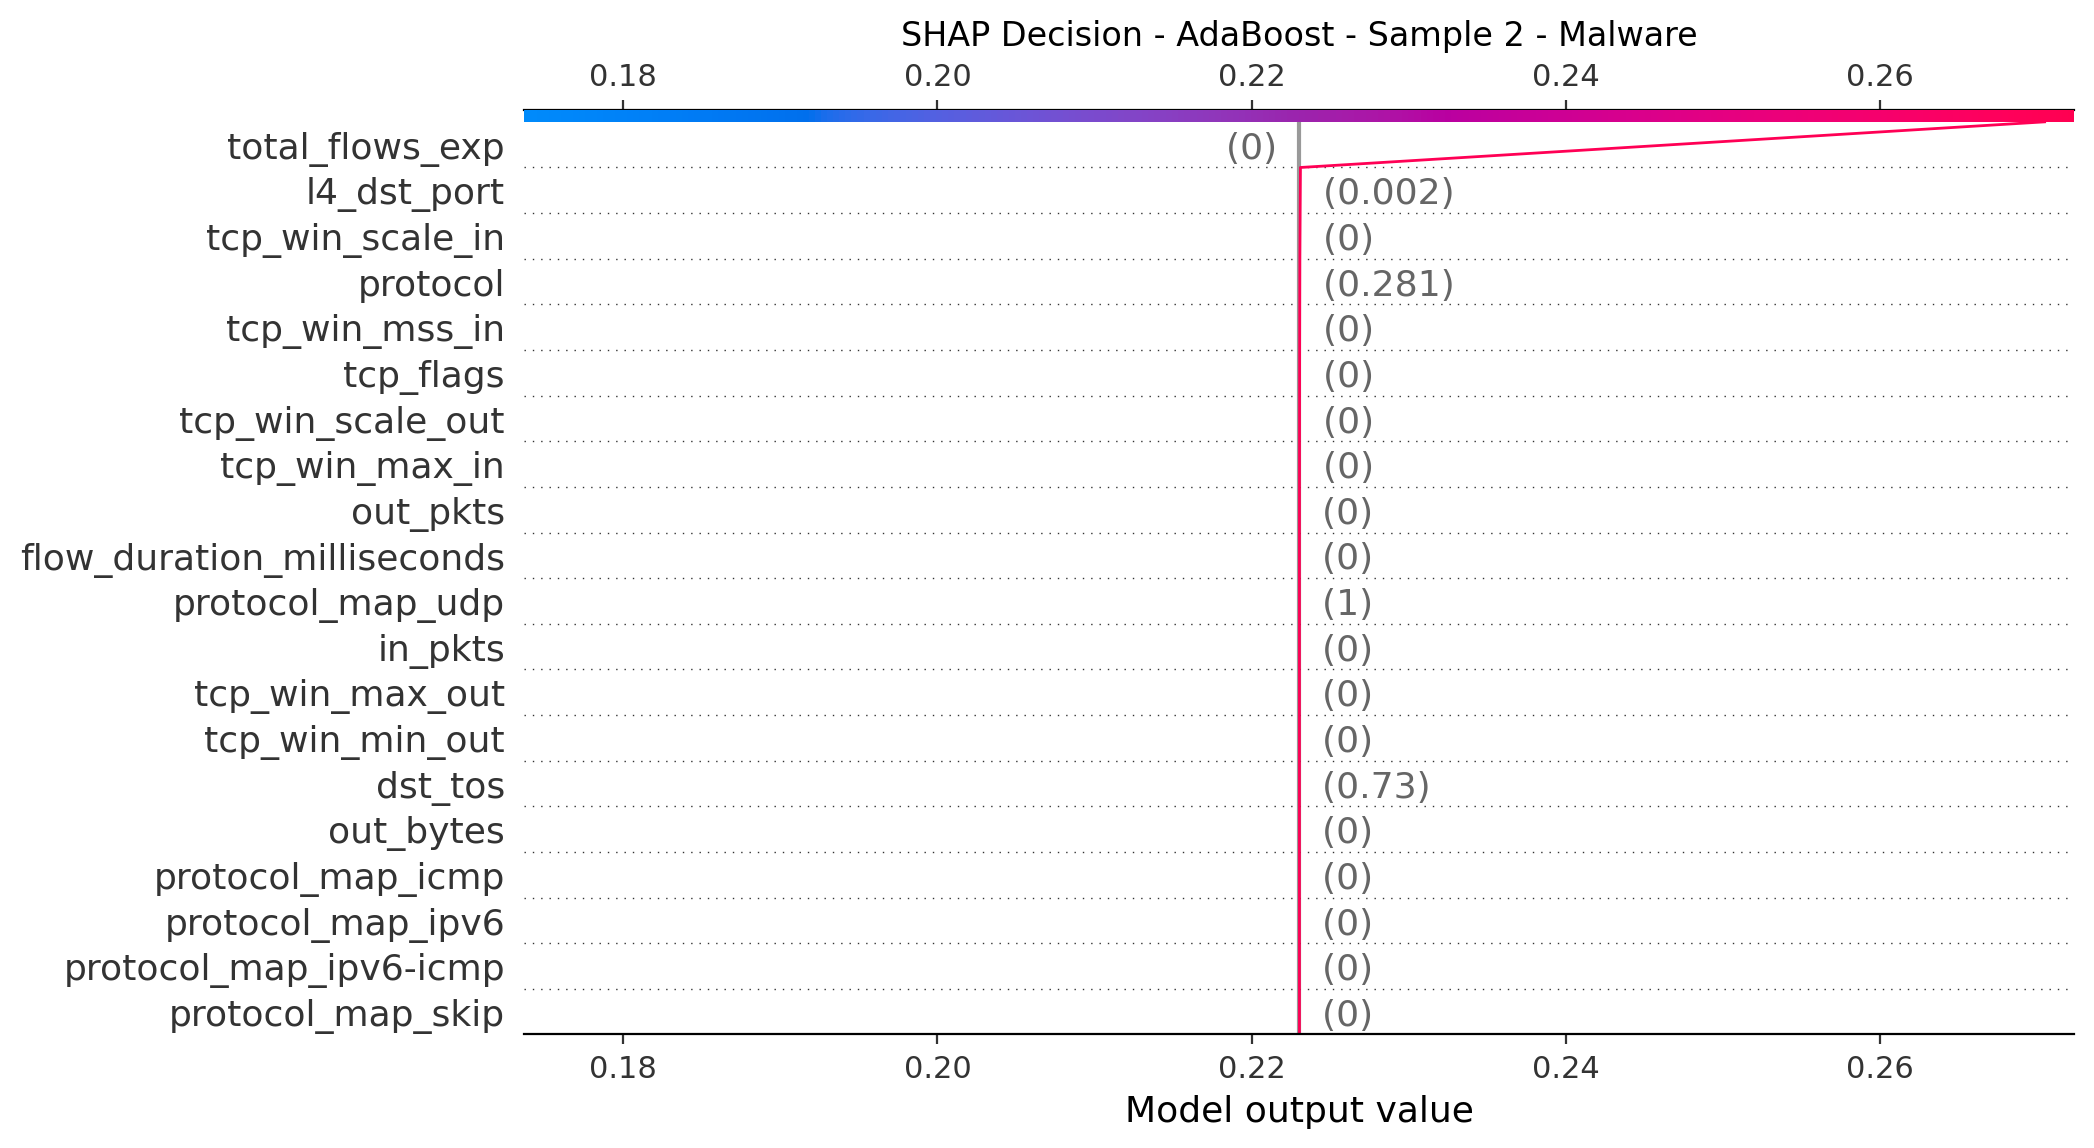 SHAP Decision - AdaBoost - Sample 2 - Malware
0.18 0.20 0.22 0.24 0.26
total_flows_exp (0)
l4_dst_port (0.002)
tcp_win_scale_in (0)
protocol (0.281)
tcp_win_mss_in (0)
tcp_flags (0)
tcp_win_scale_out (0)
tcp_win_max_in (0)
out_pkts (0)
flow_duration_milliseconds (0)
protocol_map_udp (1)
in_pkts (0)
tcp_win_max_out (0)
tcp_win_min_out (0)
dst_tos (0.73)
out_bytes (0)
protocol_map_icmp (0)
protocol_map_ipv6 (0)
protocol_map_ipv6-icmp (0)
protocol_map_skip (0)
0.18 0.20 0.22 0.24 0.26
Model output value